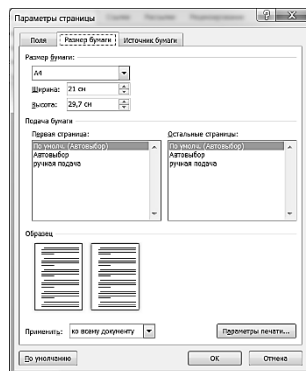 Параметры страницы
Поля Размер бумаги Источник бумаги
Размер бумаги:
A4
Ширина: 21 см
Высота: 29,7 см
Подача бумаги
Первая страница: Остальные страницы:
По умолч. (Автовыбор) По умолч. (Автовыбор)
Автовыбор Автовыбор
ручная подача ручная подача
Образец
Применить: ко всему документу Параметры печати...
По умолчанию ОК Отмена